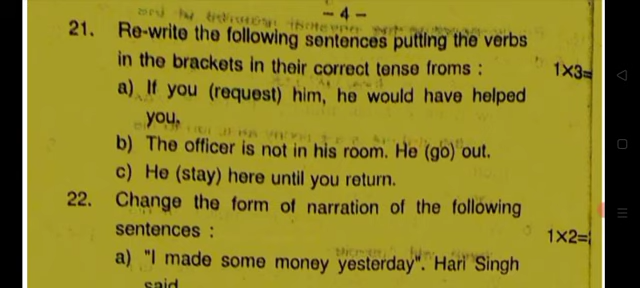 – 4 –
21. Re-write the following sentences putting the verbs
in the brackets in their correct tense froms : 1×3=
a) If you (request) him, he would have helped
you.
b) The officer is not in his room. He (go) out.
c) He (stay) here until you return.
22. Change the form of narration of the following
sentences : 1×2=
a) "I made some money yesterday". Hari Singh
said.